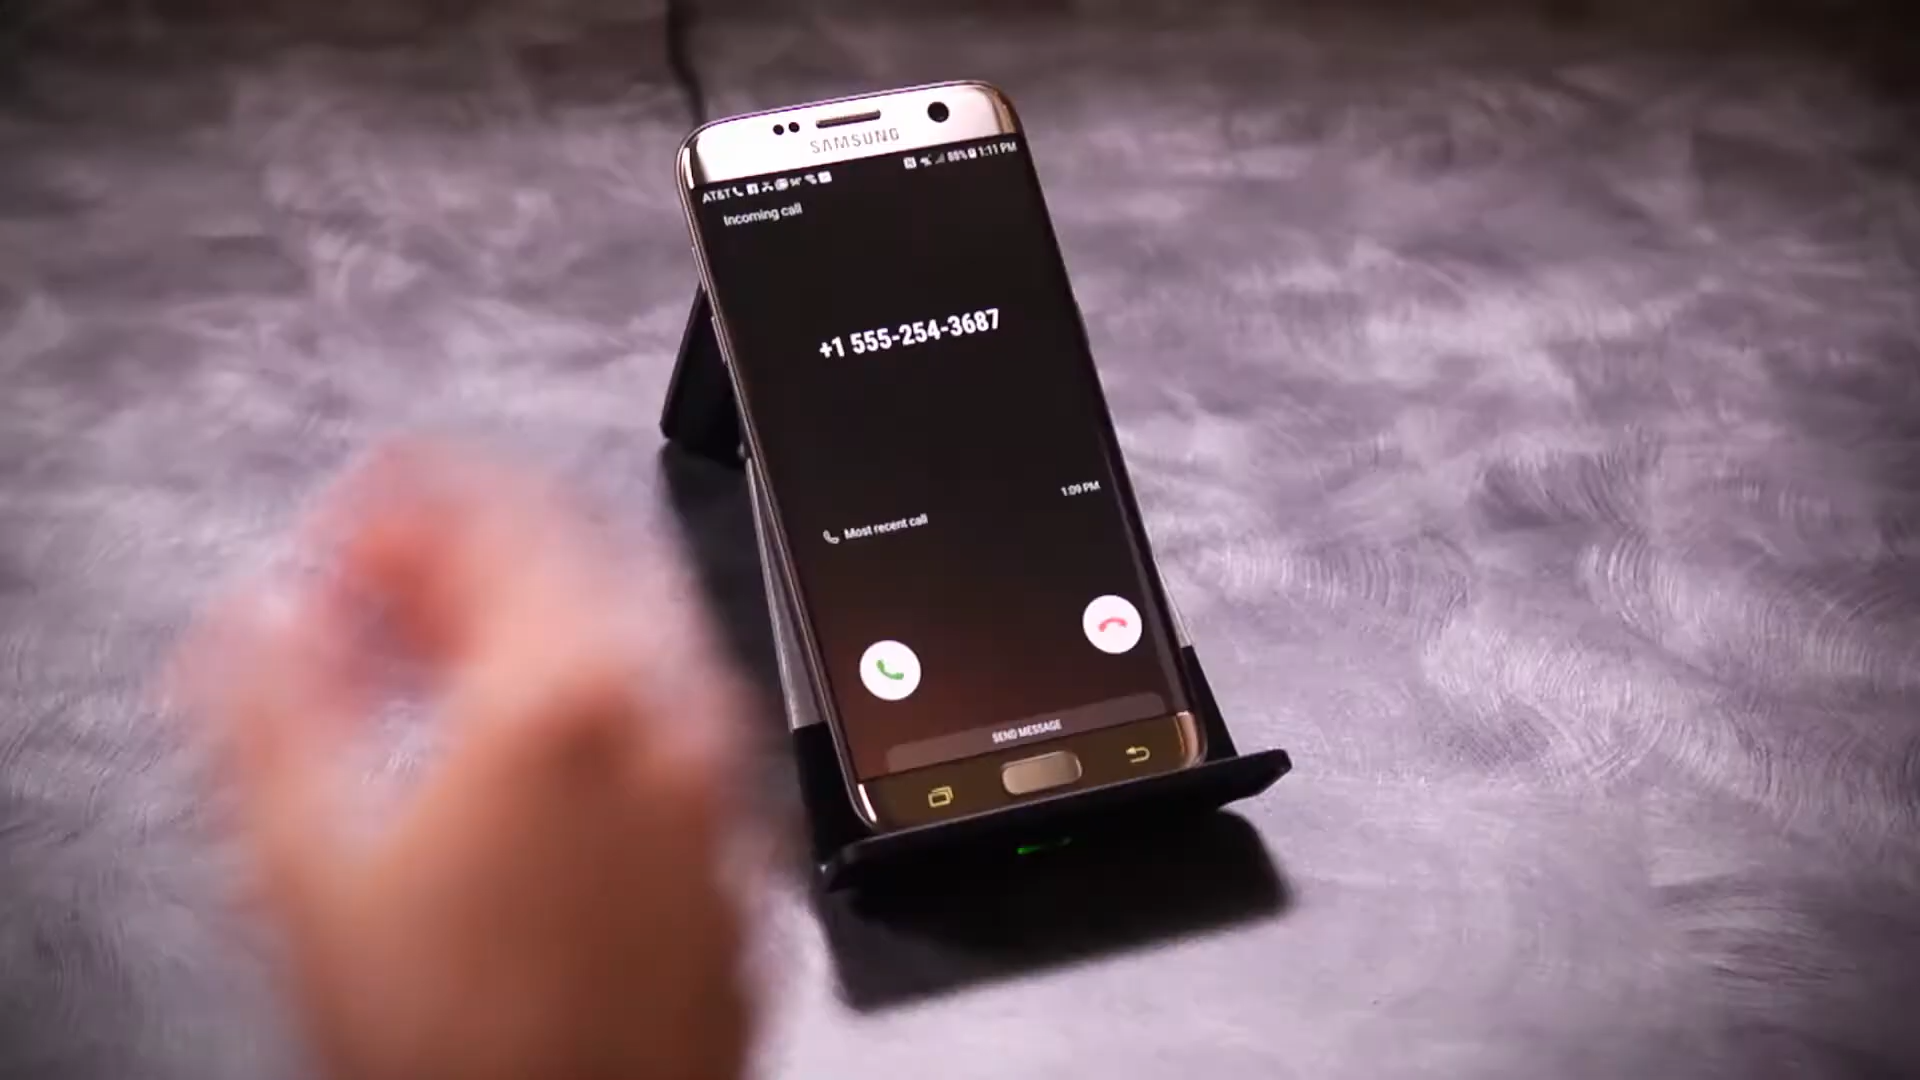 SAMSUNG
AT&T 88% 1:11 PM
Incoming call
+1 555-254-3687
1:09 PM
Most recent call
SEND MESSAGE